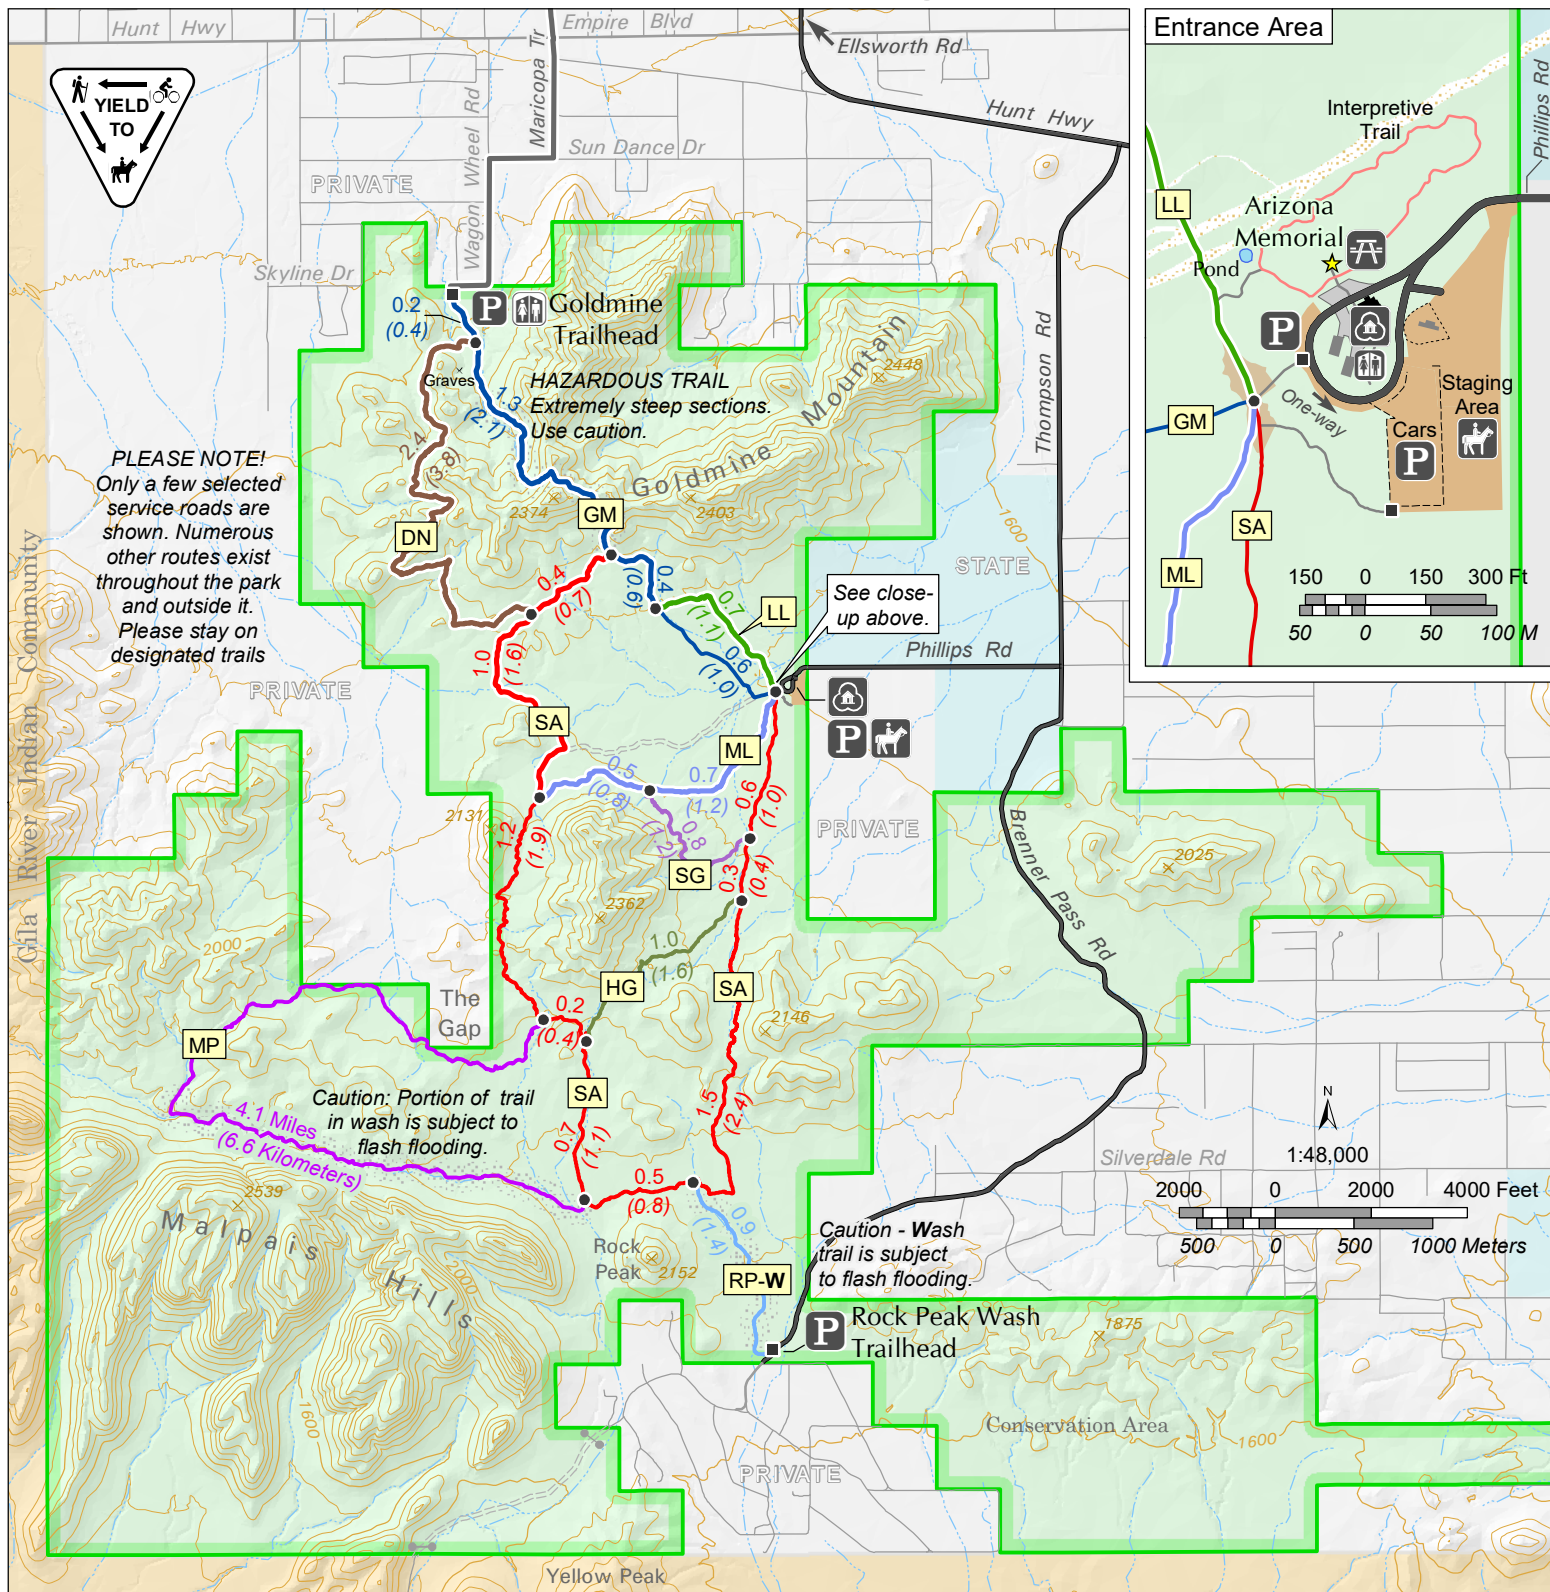 Hunt Hwy
Empire Blvd
Ellsworth Rd
Hunt Hwy
Maricopa Tr
Wagon Wheel Rd
Sun Dance Dr
YIELD
TO
PRIVATE
Skyline Dr
Goldmine
Trailhead
0.2
(0.4)
Graves
HAZARDOUS TRAIL
Extremely steep sections.
Use caution.
1.3
(2.1)
2448
Goldmine Mountain
2374
2403
2.4
(3.8)
GM
DN
PLEASE NOTE!
Only a few selected
service roads are
shown. Numerous
other routes exist
throughout the park
and outside it.
Please stay on
designated trails
Thompson Rd
1600
STATE
0.4
(0.7)
0.4
(0.6)
0.7
(1.1)
LL
See close-
up above.
Phillips Rd
0.6
(1.0)
1.0
(1.6)
PRIVATE
SA
P
ML
0.5
(0.8)
0.7
(1.2)
0.6
(1.0)
PRIVATE
Gila River Indian Community
2131
1.2
(1.9)
0.8
(1.2)
SG
0.3
(0.4)
Brenner Pass Rd
2025
2362
2000
1.0
(1.6)
HG
SA
The
Gap
0.2
(0.4)
2146
MP
Caution: Portion of trail
in wash is subject to
flash flooding.
SA
4.1 Miles
(6.6 Kilometers)
0.7
(1.1)
1.5
(2.4)
0.5
(0.8)
2539
Malpais Hills
2000
1600
Rock
Peak
2152
0.9
(1.4)
RP-W
Caution - Wash
trail is subject
to flash flooding.
P
Rock Peak Wash
Trailhead
1875
Conservation Area
1600
PRIVATE
Yellow Peak
Silverdale Rd
N
1:48,000
2000 0 2000 4000 Feet
500 0 500 1000 Meters
Entrance Area
Phillips Rd
Interpretive
Trail
LL
Arizona
Memorial
Pond
P
One-way
Staging
Area
Cars
P
GM
SA
ML
150 0 150 300 Ft
50 0 50 100 M
P